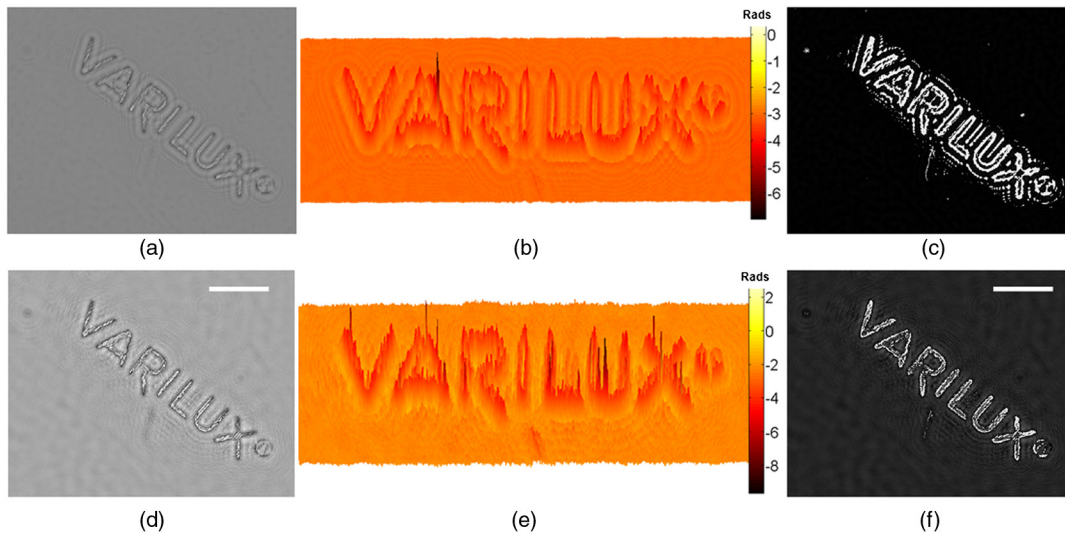 Rads
VARILUX®
VARILUX®
0
-1
-2
-3
-4
-5
-6
VARILUX®
(a)
(b)
(c)
Rads
VARILUX®
VARILUX®
2
0
-2
-4
-6
-8
VARILUX®
(d)
(e)
(f)